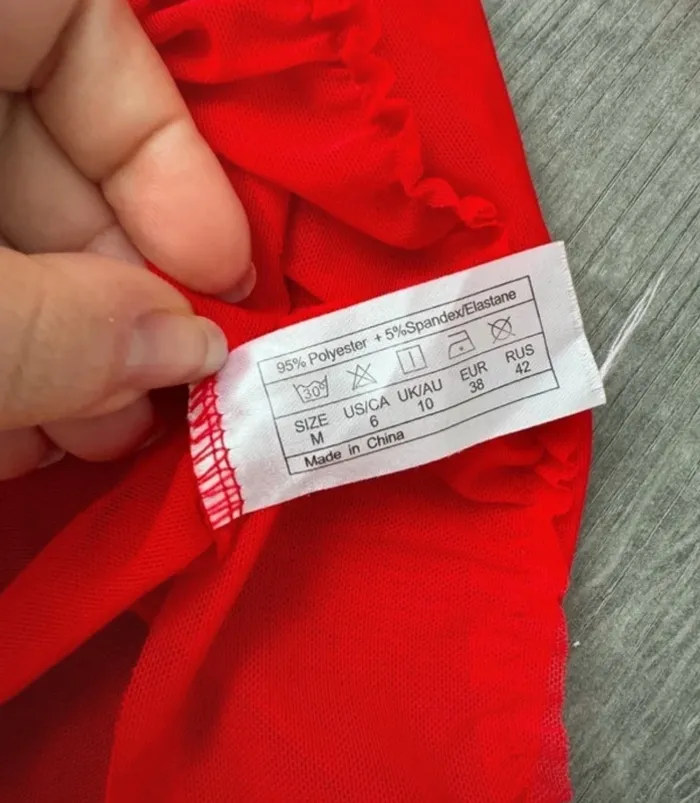 95% Polyester + 5%Spandex/Elastane
30°
SIZE US/CA UK/AU EUR RUS
M 6 10 38 42
Made in China